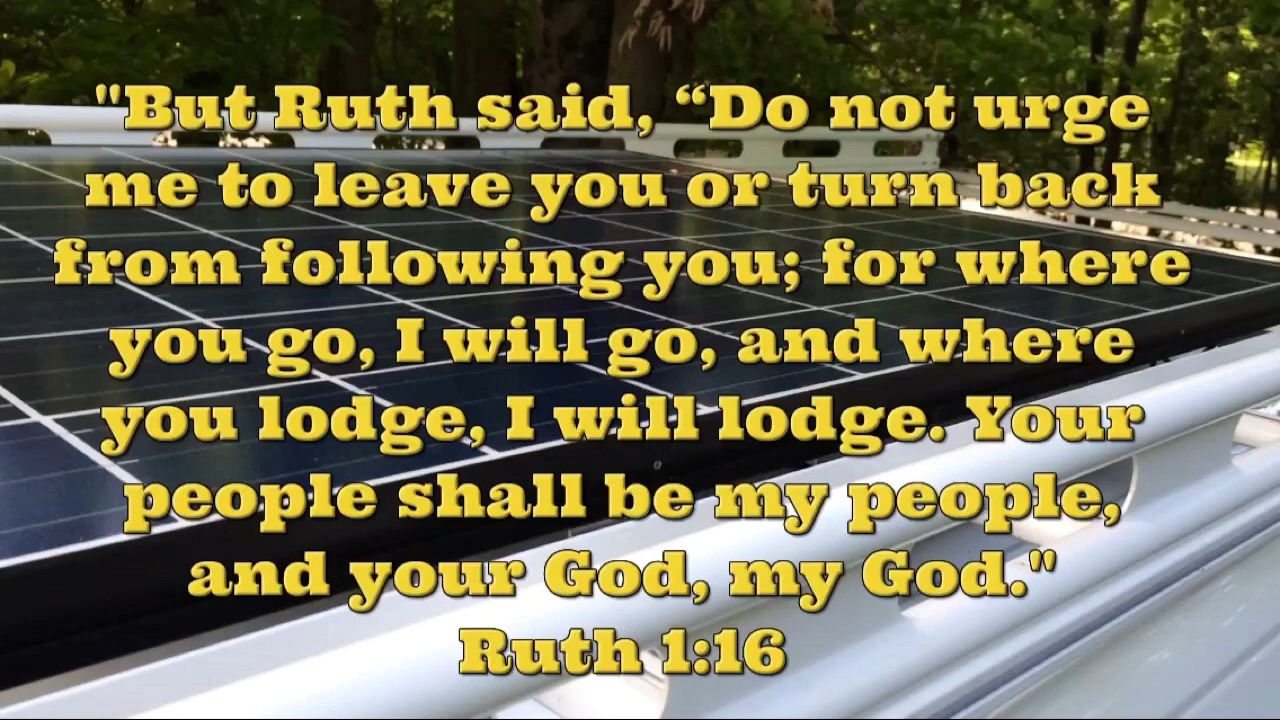 "But Ruth said, “Do not urge
me to leave you or turn back
from following you; for where
you go, I will go, and where
you lodge, I will lodge. Your
people shall be my people,
and your God, my God."
Ruth 1:16